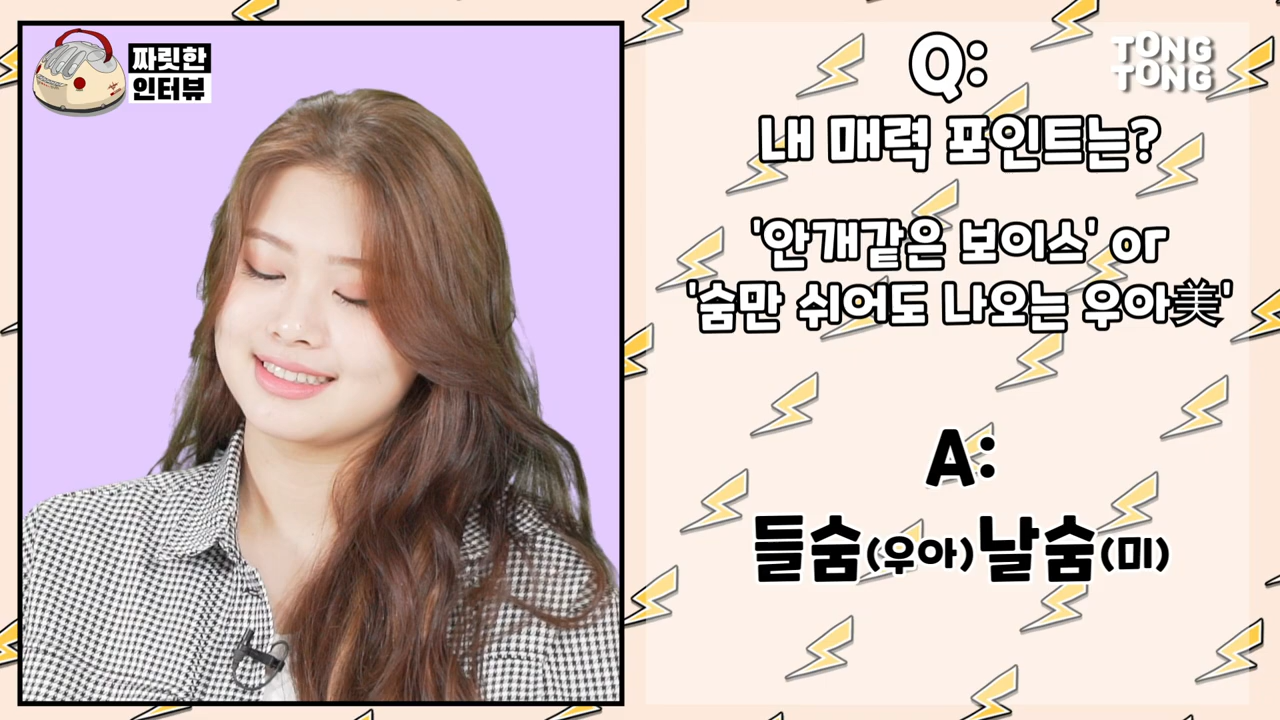 짜릿한
인터뷰
TONG
TONG
Q:
내 매력 포인트는?
'안개같은 보이스' or
'숨만 쉬어도 나오는 우아美'
A:
들숨(우아)날숨(미)